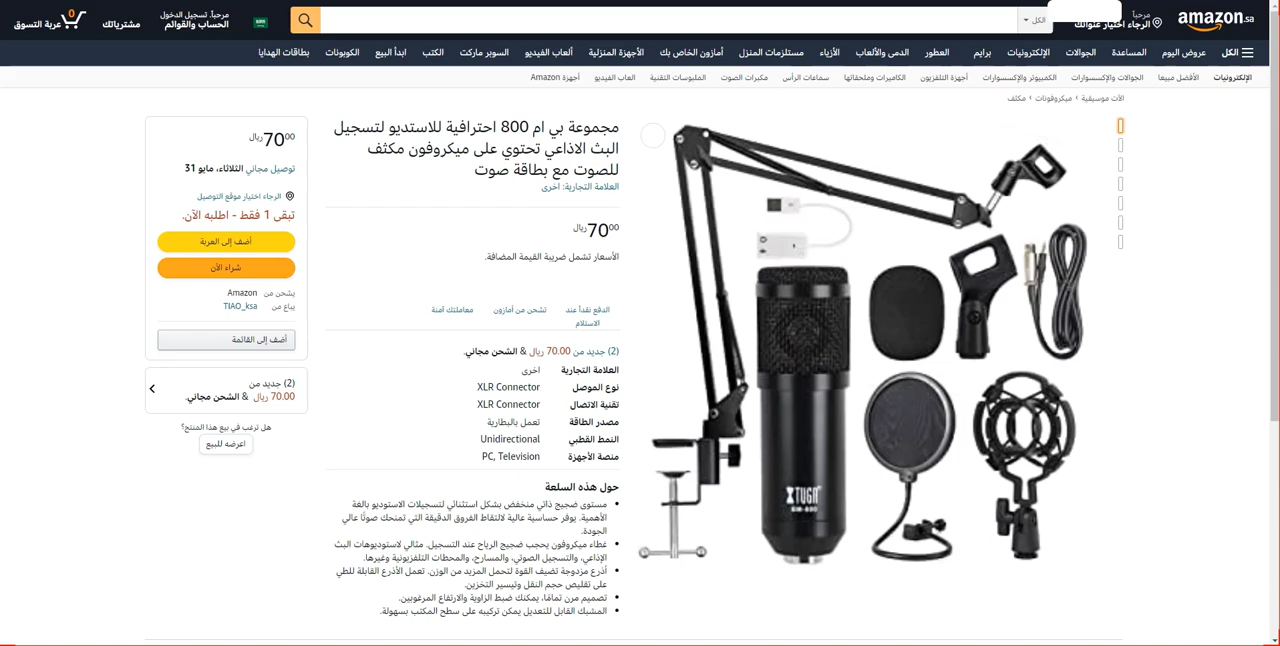 amazon.sa
مرحباً
الرجاء اختيار عنوانك
الكل
مرحباً، تسجيل الدخول
الحساب والقوائم
مشترياتك
0
عربة التسوق
الكل
عروض اليوم
المساعدة
الجوالات
الإلكترونيات
برايم
العطور
الدمى والألعاب
الأزياء
مستلزمات المنزل
أمازون الخاص بك
الأجهزة المنزلية
ألعاب الفيديو
السوبر ماركت
الكتب
ابدأ البيع
الكوبونات
بطاقات الهدايا
الإلكترونيات
الأفضل مبيعا
الجوالات والإكسسوارات
الكمبيوتر والإكسسوارات
أجهزة التلفزيون
الكاميرات وملحقاتها
سماعات الرأس
مكبرات الصوت
الملبوسات التقنية
العاب الفيديو
أجهزة Amazon
الآت موسيقية › ميكروفونات › مكثف
XTUGA
BM-800
مجموعة بي ام 800 احترافية للاستديو لتسجيل
البث الاذاعي تحتوي على ميكروفون مكثف
للصوت مع بطاقة صوت
العلامة التجارية: اخرى
70٫00 ريال
الأسعار تشمل ضريبة القيمة المضافة.
الدفع نقداً عند
الاستلام
تشحن من أمازون
معاملتك آمنة
(2) جديد من 70.00 ريال & الشحن مجاني.
العلامة التجارية اخرى
نوع الموصل XLR Connector
تقنية الاتصال XLR Connector
مصدر الطاقة تعمل بالبطارية
النمط القطبي Unidirectional
منصة الأجهزة PC, Television
حول هذه السلعة
مستوى ضجيج ذاتي منخفض بشكل استثنائي لتسجيلات الاستوديو بالغة
الأهمية. يوفر حساسية عالية لالتقاط الفروق الدقيقة التي تمنحك صوتًا عالي
الجودة.
غطاء ميكروفون يحجب ضجيج الرياح عند التسجيل. مثالي لاستوديوهات البث
الإذاعي، والتسجيل الصوتي، والمسارح، والمحطات التلفزيونية وغيرها.
أذرع مزدوجة تضيف القوة لتحمل المزيد من الوزن. تعمل الأذرع القابلة للطي
على تقليص حجم النقل وتيسير التخزين.
تصميم مرن تمامًا، يمكنك ضبط الزاوية والارتفاع المرغوبين.
المشبك القابل للتعديل يمكن تركيبه على سطح المكتب بسهولة.
70٫00 ريال
توصيل مجاني الثلاثاء، مايو 31
الرجاء اختيار موقع التوصيل
تبقى 1 فقط - اطلبه الآن.
أضف إلى العربة
شراء الآن
يشحن من Amazon
يباع من TIAO_ksa
أضف إلى القائمة
(2) جديد من
70.00 ريال & الشحن مجاني.
هل ترغب في بيع هذا المنتج؟
اعرضه للبيع